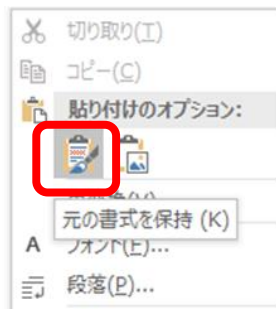 切り取り(T)
コピー(C)
貼り付けのオプション:
元の書式を保持 (K)
A フォント(F)...
段落(P)...